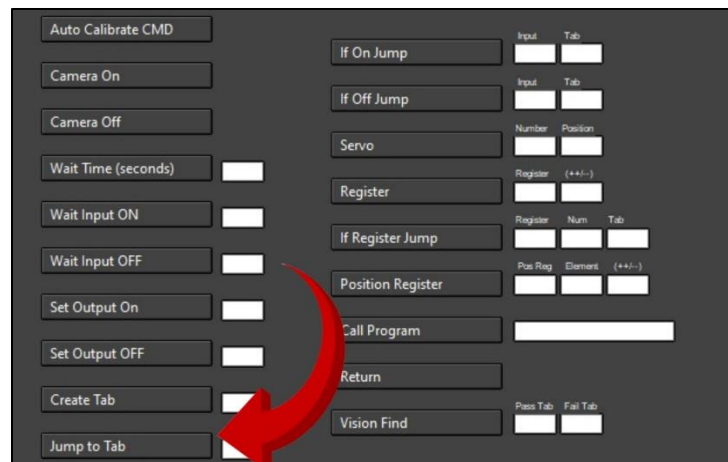 Auto Calibrate CMD
Camera On
Camera Off
Wait Time (seconds)
Wait Input ON
Wait Input OFF
Set Output On
Set Output OFF
Create Tab
Jump to Tab
Input Tab
If On Jump
Input Tab
If Off Jump
Number Position
Servo
Register (++/--)
Register
Register Num Tab
If Register Jump
Pos Reg Element (++/--)
Position Register
Call Program
Return
Pass Tab Fail Tab
Vision Find